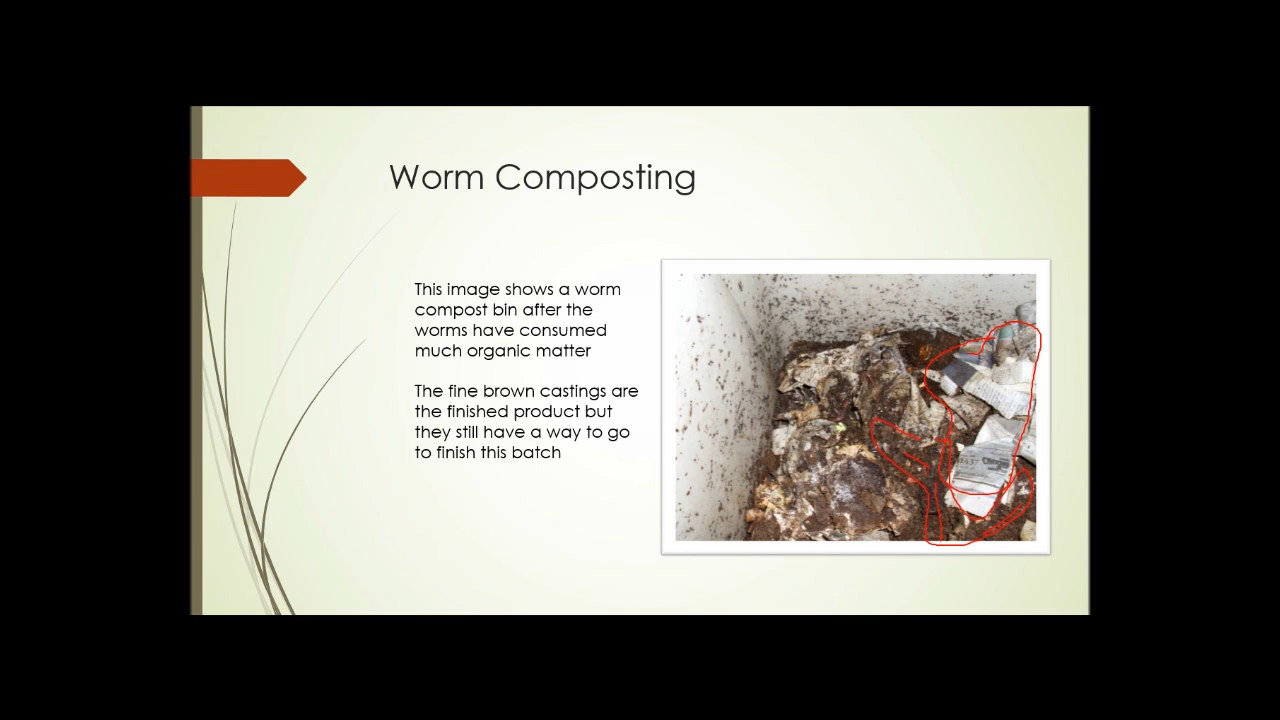 Worm Composting
This image shows a worm
compost bin after the
worms have consumed
much organic matter
The fine brown castings are
the finished product but
they still have a way to go
to finish this batch